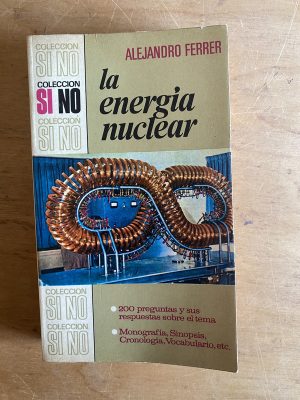 COLECCION
SI NO
COLECCION
SI NO
COLECCION
SI NO
ALEJANDRO FERRER
la
energia
nuclear
COLECCION
SI NO
COLECCION
SI NO
● 200 preguntas y sus
respuestas sobre el tema
● Monografía, Sinopsis,
Cronología, Vocabulario, etc.